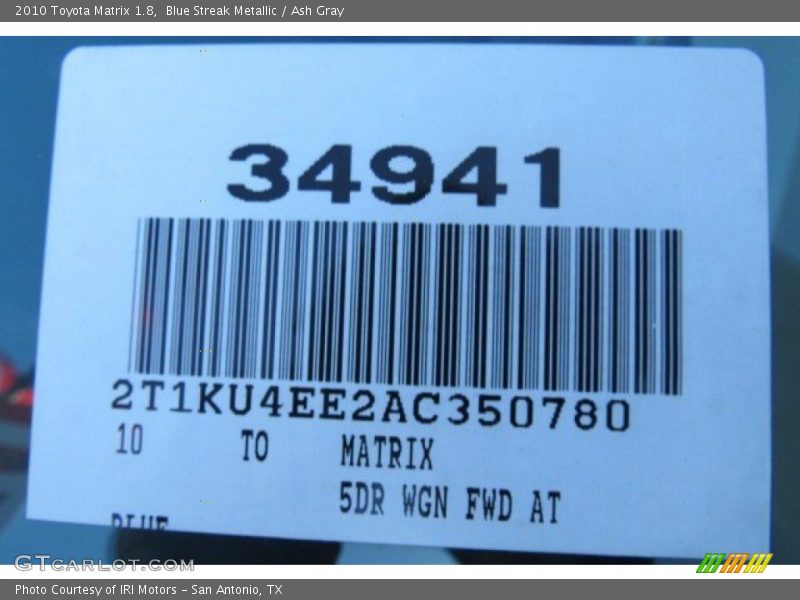 2010 Toyota Matrix 1.8,  Blue Streak Metallic / Ash Gray
34941
2T1KU4EE2AC350780
10 TO MATRIX
5DR WGN FWD AT
BLUE
GTCARLOT.COM
Photo Courtesy of IRI Motors - San Antonio, TX